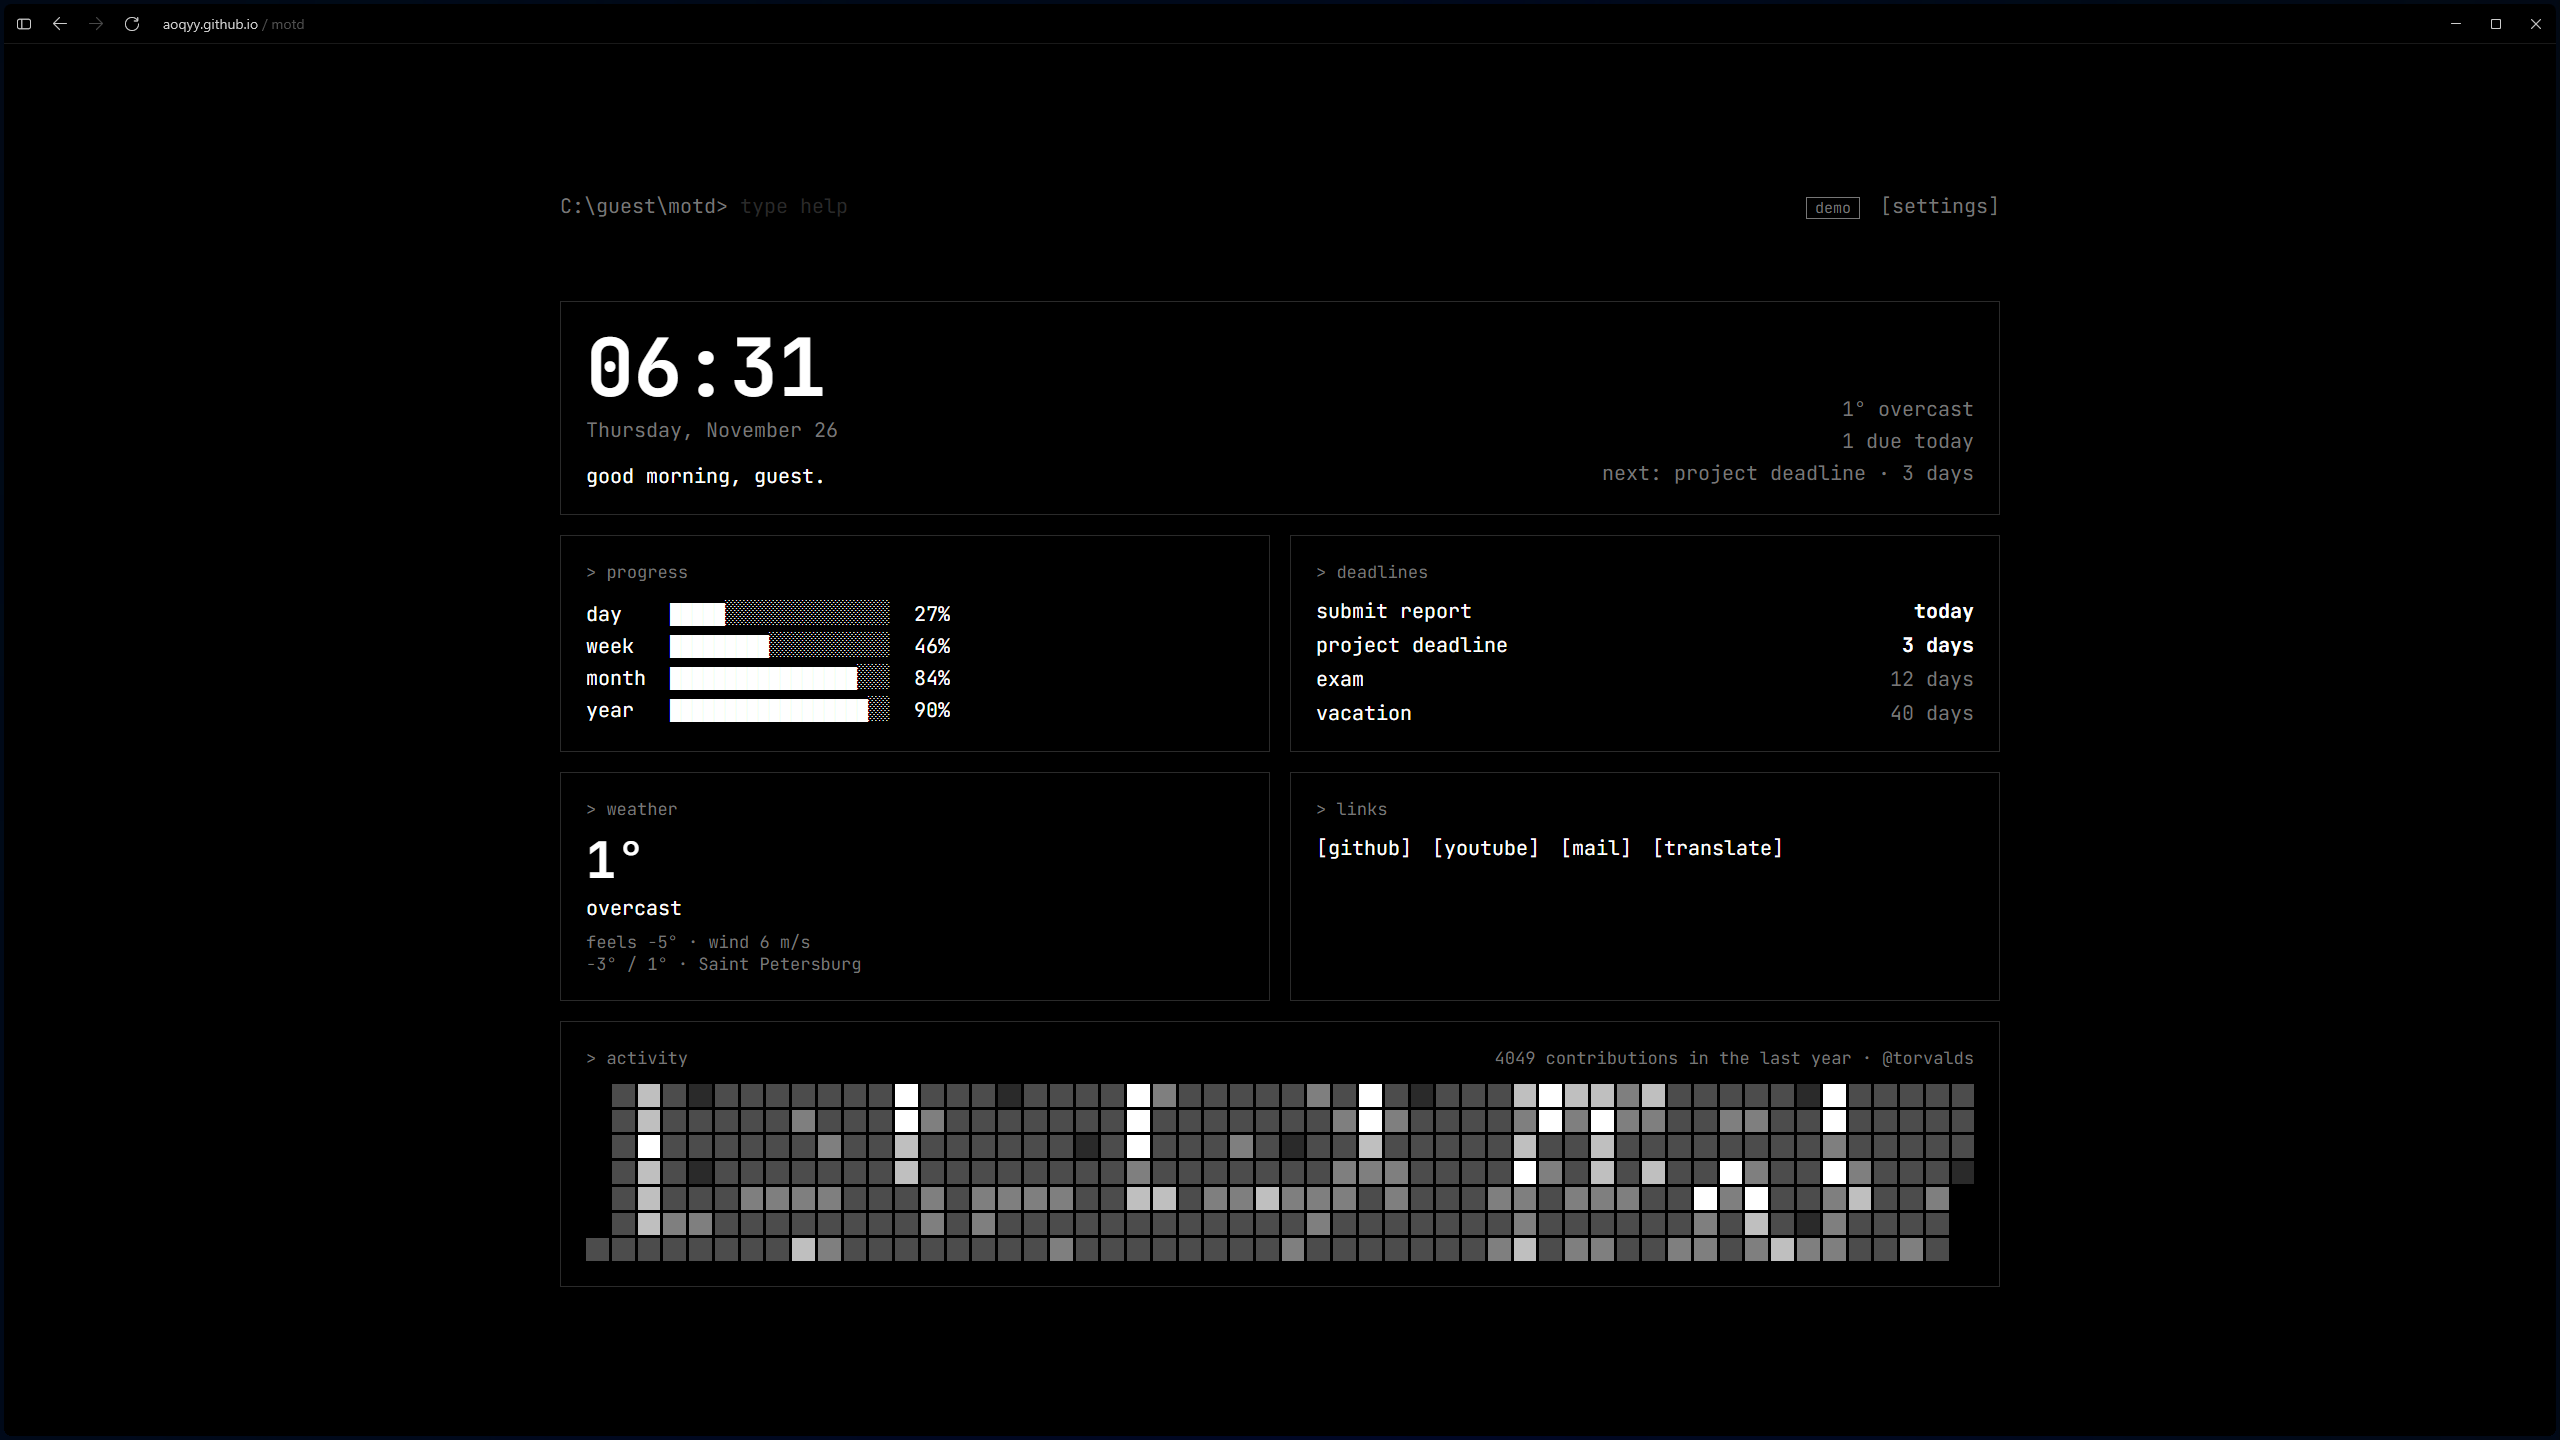 aoqyy.github.io / motd
C:\guest\motd> type help
demo [settings]
06:31
Thursday, November 26
good morning, guest.
1° overcast
1 due today
next: project deadline · 3 days
> progress
day 27%
week 46%
month 84%
year 90%
> deadlines
submit report today
project deadline 3 days
exam 12 days
vacation 40 days
> weather
1°
overcast
feels -5° · wind 6 m/s
-3° / 1° · Saint Petersburg
> links
[github] [youtube] [mail] [translate]
> activity
4049 contributions in the last year · @torvalds